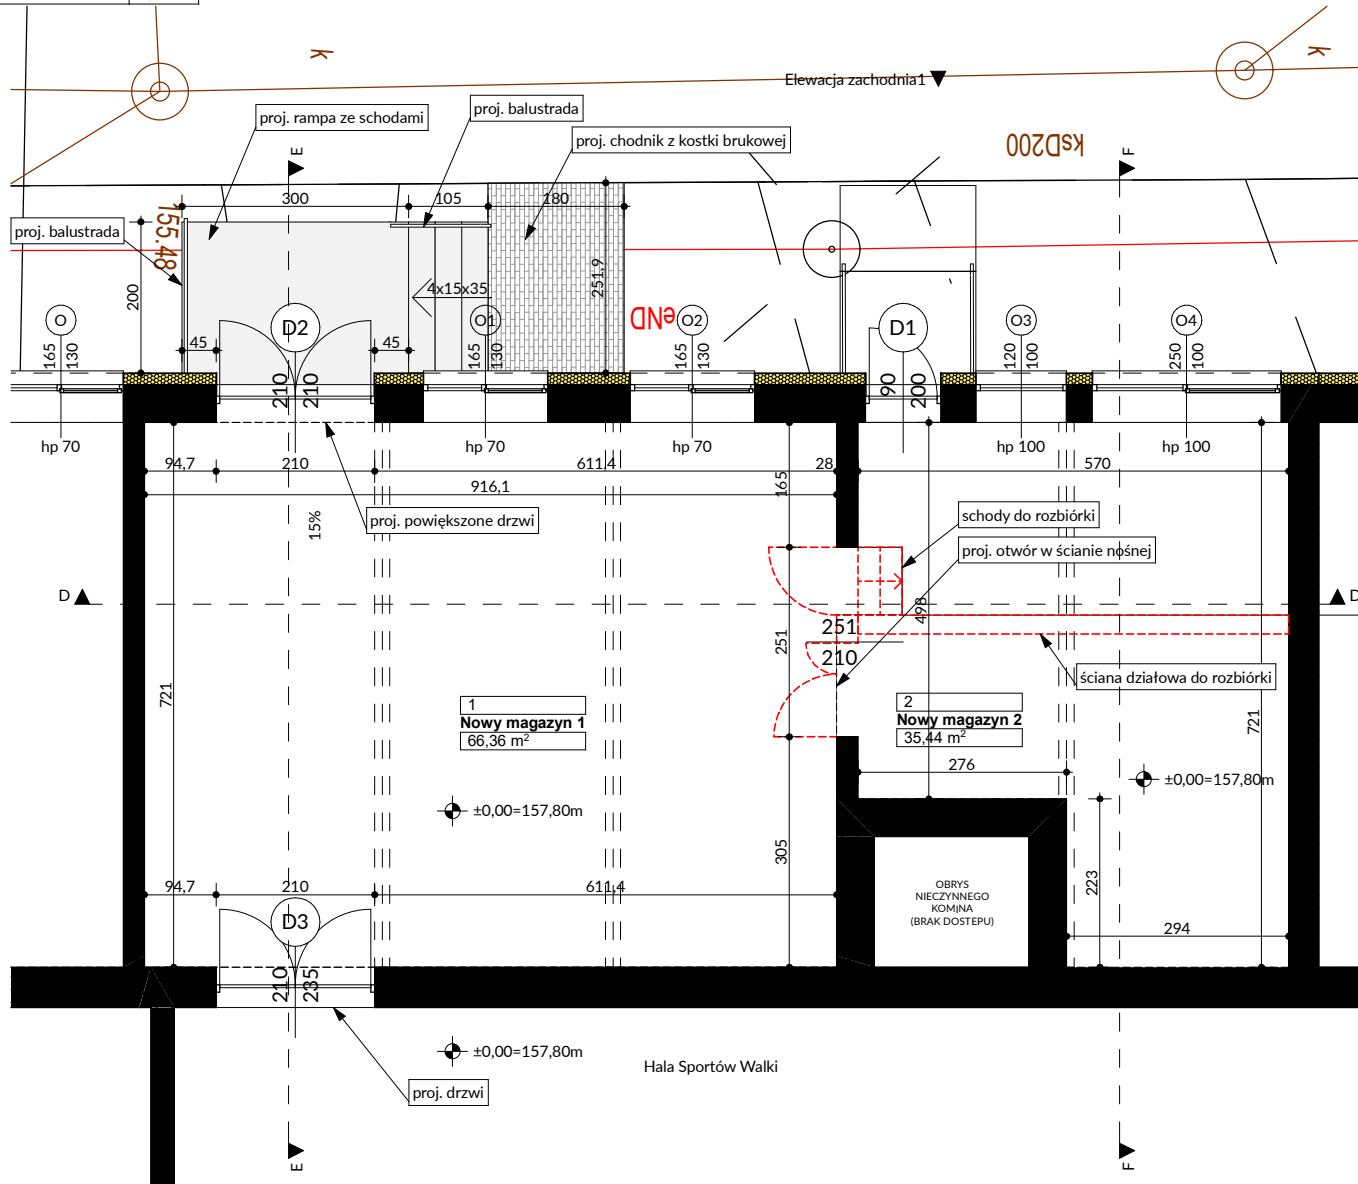 k
k
Elewacja zachodnia1
proj. rampa ze schodami
proj. balustrada
proj. chodnik z kostki brukowej
ksD200
E
F
300
105
180
155.48
proj. balustrada
200
4x15x35
251,9
eND
O
D2
O1
O2
D1
O3
O4
45
45
165
130
210
210
165
130
165
130
90
200
120
100
250
100
hp 70
hp 70
hp 70
hp 100
hp 100
94,7
210
611,4
28
570
916,1
165
15%
proj. powiększone drzwi
schody do rozbiórki
proj. otwór w ścianie nośnej
D
D
498
251
251
210
ściana działowa do rozbiórki
721
1
Nowy magazyn 1
66,36 m²
2
Nowy magazyn 2
35,44 m²
721
276
±0,00=157,80m
±0,00=157,80m
305
223
94,7
210
611,4
OBRYS
NIECZYNNEGO
KOMINA
(BRAK DOSTEPU)
D3
294
210
235
±0,00=157,80m
Hala Sportów Walki
proj. drzwi
E
F